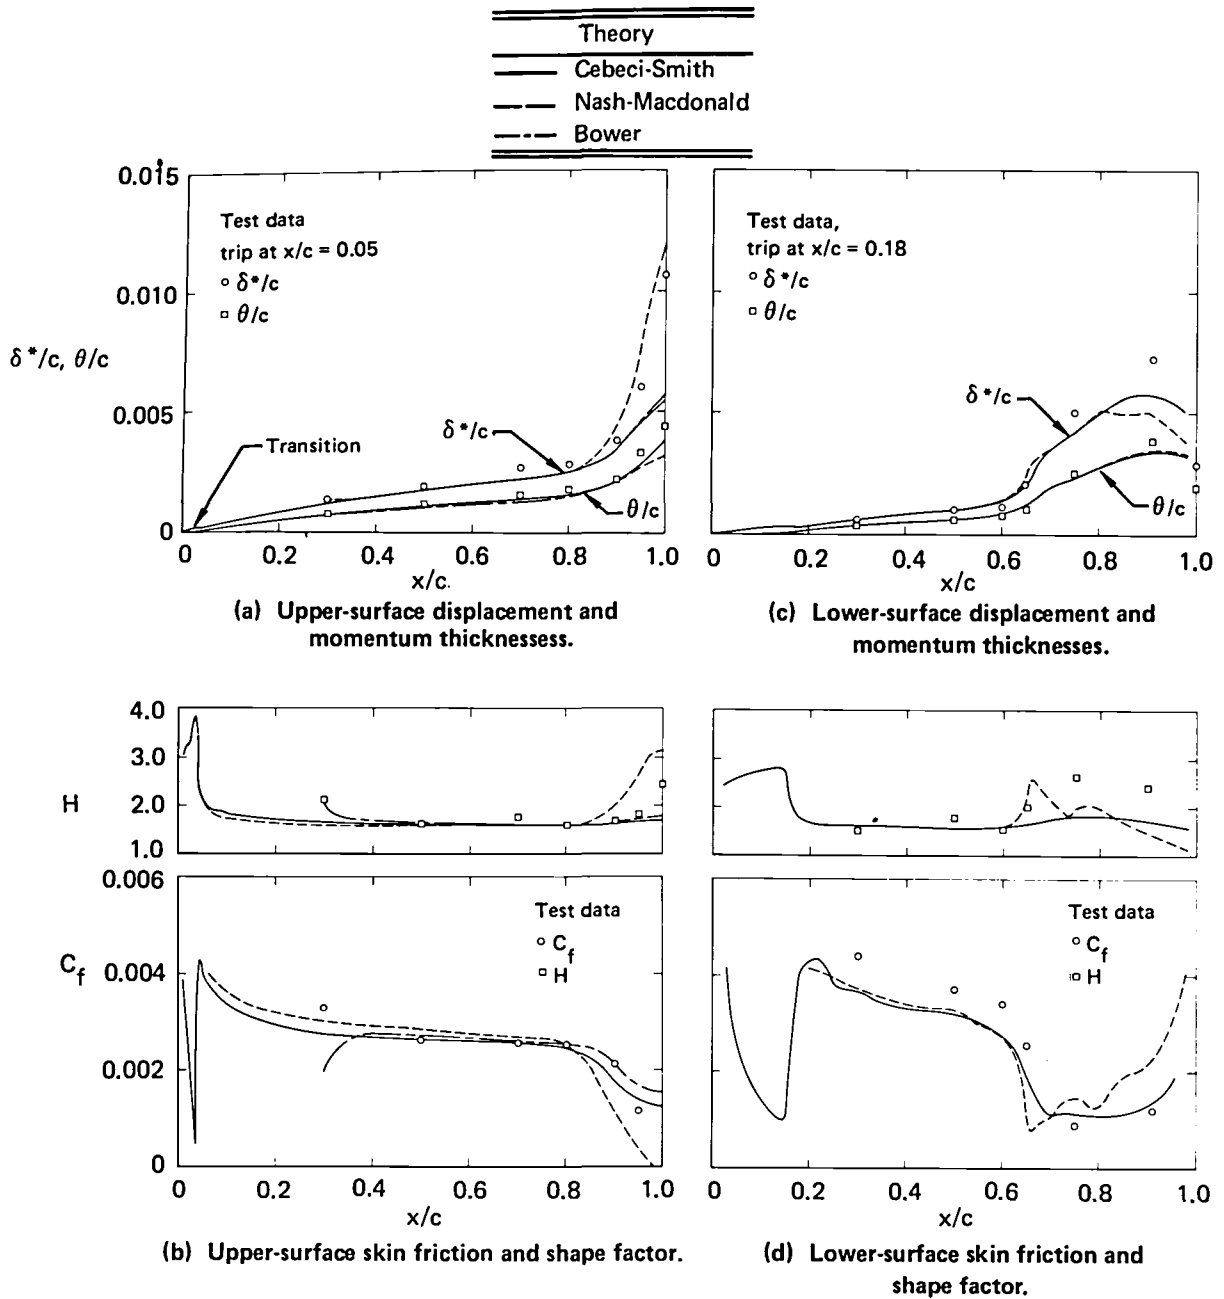 Theory
Cebeci-Smith
Nash-Macdonald
Bower
0.015
0.010
0.005
0
δ*/c, θ/c
Test data
trip at x/c = 0.05
δ*/c
θ/c
Transition
δ*/c
θ/c
0 0.2 0.4 0.6 0.8 1.0
x/c.
(a) Upper-surface displacement and
momentum thicknessess.
Test data,
trip at x/c = 0.18
δ*/c
θ/c
δ*/c
θ/c
0 0.2 0.4 0.6 0.8 1.0
x/c
(c) Lower-surface displacement and
momentum thicknesses.
4.0
3.0
2.0
1.0
H
0.006
0.004
0.002
0
Cf
Test data
Cf
H
0 0.2 0.4 0.6 0.8 1.0
x/c
(b) Upper-surface skin friction and shape factor.
Test data
Cf
H
0 0.2 0.4 0.6 0.8 1.0
x/c
(d) Lower-surface skin friction and
shape factor.